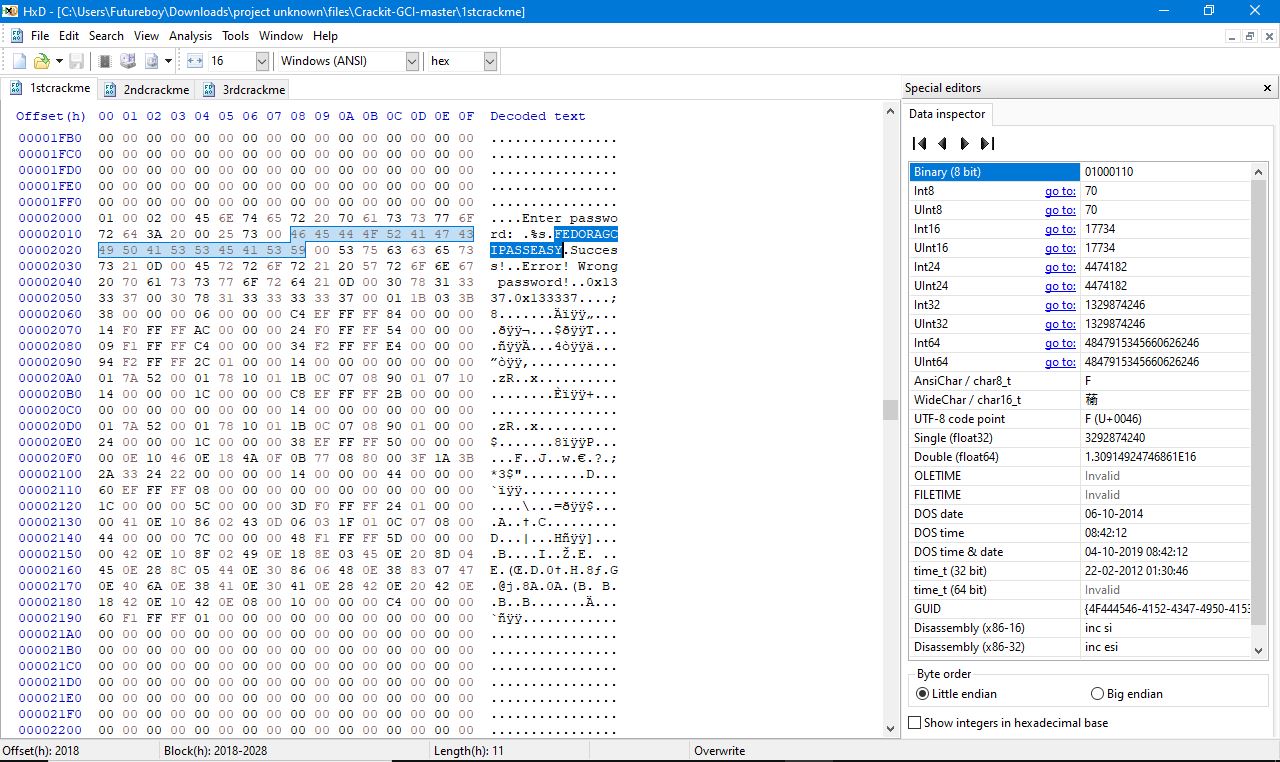 HxD - [C:\Users\Futureboy\Downloads\project unknown\files\Crackit-GCI-master\1stcrackme]
File Edit Search View Analysis Tools Window Help
16 Windows (ANSI) hex
1stcrackme 2ndcrackme 3rdcrackme
Offset(h) 00 01 02 03 04 05 06 07 08 09 0A 0B 0C 0D 0E 0F Decoded text
00001FB0 00 00 00 00 00 00 00 00 00 00 00 00 00 00 00 00 ................
00001FC0 00 00 00 00 00 00 00 00 00 00 00 00 00 00 00 00 ................
00001FD0 00 00 00 00 00 00 00 00 00 00 00 00 00 00 00 00 ................
00001FE0 00 00 00 00 00 00 00 00 00 00 00 00 00 00 00 00 ................
00001FF0 00 00 00 00 00 00 00 00 00 00 00 00 00 00 00 00 ................
00002000 01 00 02 00 45 6E 74 65 72 20 70 61 73 73 77 6F ....Enter passwo
00002010 72 64 3A 20 00 25 73 00 46 45 44 4F 52 41 47 43 rd: .%s.FEDORAGC
00002020 49 50 41 53 53 45 41 53 59 00 53 75 63 63 65 73 IPASSEASY.Succes
00002030 73 21 0D 00 45 72 72 6F 72 21 20 57 72 6F 6E 67 s!..Error! Wrong
00002040 20 70 61 73 73 77 6F 72 64 21 0D 00 30 78 31 33  password!..0x13
00002050 33 37 00 30 78 31 33 33 33 33 37 00 01 1B 03 3B 37.0x133337....;
00002060 38 00 00 00 06 00 00 00 C4 EF FF FF 84 00 00 00 8.......Äïÿÿ„...
00002070 14 F0 FF FF AC 00 00 00 24 F0 FF FF 54 00 00 00 .ðÿÿ¬...$ðÿÿT...
00002080 09 F1 FF FF C4 00 00 00 34 F2 FF FF E4 00 00 00 .ñÿÿÄ...4òÿÿä...
00002090 94 F2 FF FF 2C 01 00 00 14 00 00 00 00 00 00 00 ”òÿÿ,...........
000020A0 01 7A 52 00 01 78 10 01 1B 0C 07 08 90 01 07 10 .zR..x..........
000020B0 14 00 00 00 1C 00 00 00 C8 EF FF FF 2B 00 00 00 ........Èïÿÿ+...
000020C0 00 00 00 00 00 00 00 00 14 00 00 00 00 00 00 00 ................
000020D0 01 7A 52 00 01 78 10 01 1B 0C 07 08 90 01 00 00 .zR..x..........
000020E0 24 00 00 00 1C 00 00 00 38 EF FF FF 50 00 00 00 $.......8ïÿÿP...
000020F0 00 0E 10 46 0E 18 4A 0F 0B 77 08 80 00 3F 1A 3B ...F..J..w.€.?.;
00002100 2A 33 24 22 00 00 00 00 14 00 00 00 44 00 00 00 *3$"........D...
00002110 60 EF FF FF 08 00 00 00 00 00 00 00 00 00 00 00 `ïÿÿ............
00002120 1C 00 00 00 5C 00 00 00 3D F0 FF FF 24 01 00 00 ....\...=ðÿÿ$...
00002130 00 41 0E 10 86 02 43 0D 06 03 1F 01 0C 07 08 00 .A..†.C.........
00002140 44 00 00 00 7C 00 00 00 48 F1 FF FF 5D 00 00 00 D...|...Hñÿÿ]...
00002150 00 42 0E 10 8F 02 49 0E 18 8E 03 45 0E 20 8D 04 .B....I..Ž.E. ..
00002160 45 0E 28 8C 05 44 0E 30 86 06 48 0E 38 83 07 47 E.(Œ.D.0†.H.8ƒ.G
00002170 0E 40 6A 0E 38 41 0E 30 41 0E 28 42 0E 20 42 0E .@j.8A.0A.(B. B.
00002180 18 42 0E 10 42 0E 08 00 10 00 00 00 C4 00 00 00 .B..B.......Ä...
00002190 60 F1 FF FF 01 00 00 00 00 00 00 00 00 00 00 00 `ñÿÿ............
000021A0 00 00 00 00 00 00 00 00 00 00 00 00 00 00 00 00 ................
000021B0 00 00 00 00 00 00 00 00 00 00 00 00 00 00 00 00 ................
000021C0 00 00 00 00 00 00 00 00 00 00 00 00 00 00 00 00 ................
000021D0 00 00 00 00 00 00 00 00 00 00 00 00 00 00 00 00 ................
000021E0 00 00 00 00 00 00 00 00 00 00 00 00 00 00 00 00 ................
000021F0 00 00 00 00 00 00 00 00 00 00 00 00 00 00 00 00 ................
00002200 00 00 00 00 00 00 00 00 00 00 00 00 00 00 00 00 ................
Special editors
Data inspector
Binary (8 bit) 01000110
Int8 go to: 70
UInt8 go to: 70
Int16 go to: 17734
UInt16 go to: 17734
Int24 go to: 4474182
UInt24 go to: 4474182
Int32 go to: 1329874246
UInt32 go to: 1329874246
Int64 go to: 4847915345660626246
UInt64 go to: 4847915345660626246
AnsiChar / char8_t F
WideChar / char16_t
UTF-8 code point F (U+0046)
Single (float32) 3292874240
Double (float64) 1.30914924746861E16
OLETIME Invalid
FILETIME Invalid
DOS date 06-10-2014
DOS time 08:42:12
DOS time & date 04-10-2019 08:42:12
time_t (32 bit) 22-02-2012 01:30:46
time_t (64 bit) Invalid
GUID {4F444546-4152-4347-4950-4153
Disassembly (x86-16) inc si
Disassembly (x86-32) inc esi
Byte order
Little endian Big endian
Show integers in hexadecimal base
Offset(h): 2018 Block(h): 2018-2028 Length(h): 11 Overwrite